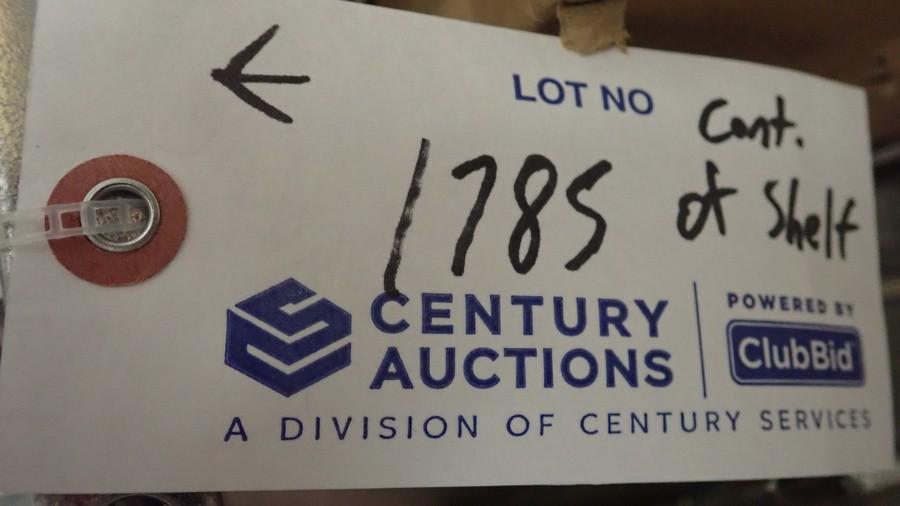 LOT NO
Cont.
1785 of Shelf
CENTURY
AUCTIONS
POWERED BY
ClubBid
A DIVISION OF CENTURY SERVICES